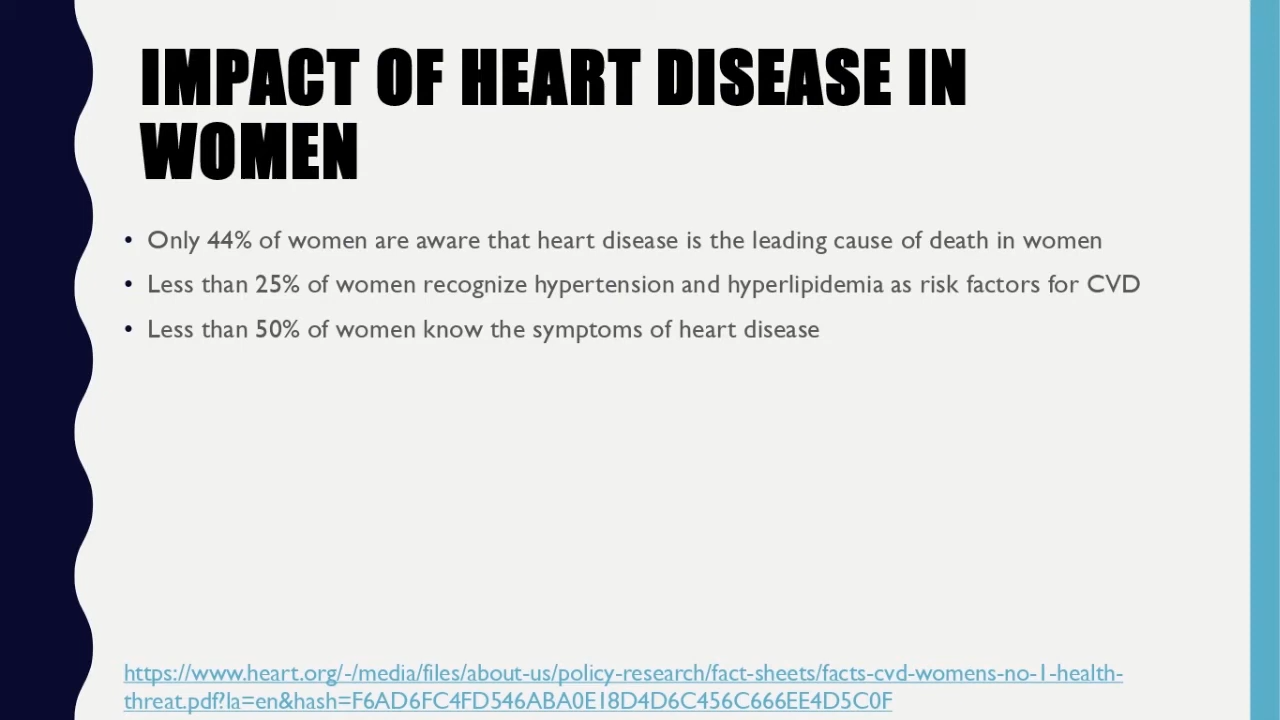 IMPACT OF HEART DISEASE IN
WOMEN
• Only 44% of women are aware that heart disease is the leading cause of death in women
• Less than 25% of women recognize hypertension and hyperlipidemia as risk factors for CVD
• Less than 50% of women know the symptoms of heart disease
https://www.heart.org/-/media/files/about-us/policy-research/fact-sheets/facts-cvd-womens-no-1-health-
threat.pdf?la=en&hash=F6AD6FC4FD546ABA0E18D4D6C456C666EE4D5C0F